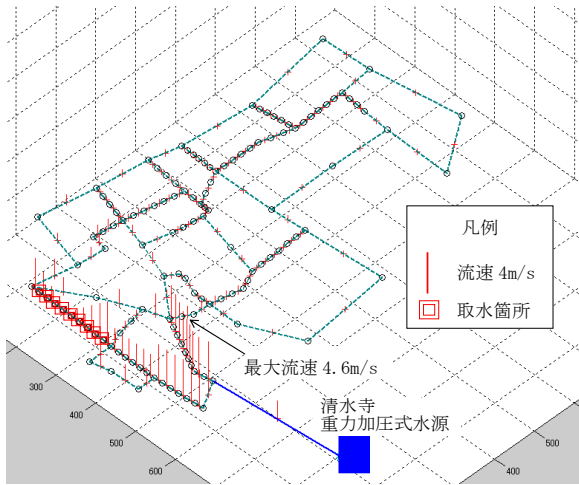 凡例
流速 4m/s
取水箇所
最大流速 4.6m/s
清水寺
重力加圧式水源
300
400
500
600
500
400